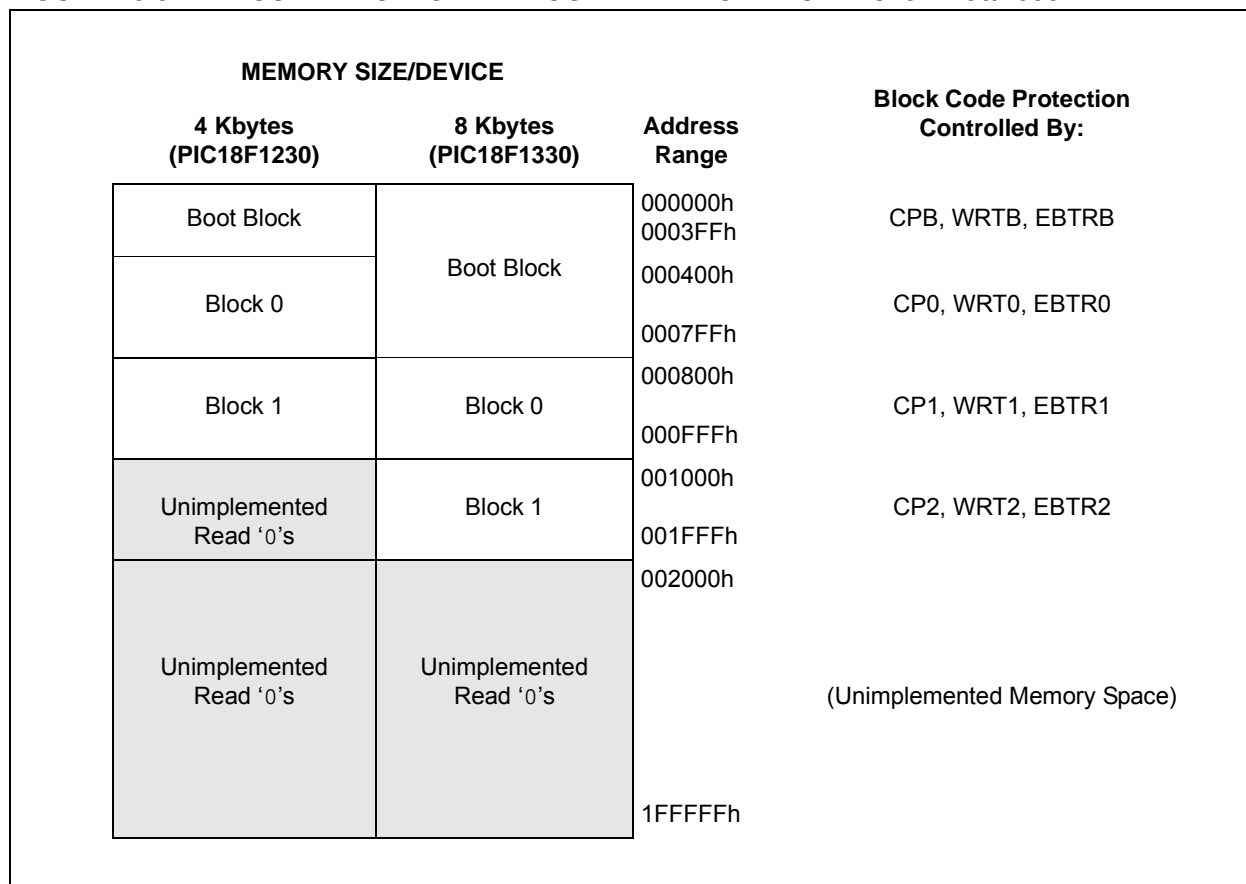 MEMORY SIZE/DEVICE
Block Code Protection
Controlled By:
4 Kbytes
(PIC18F1230)
8 Kbytes
(PIC18F1330)
Address
Range
Boot Block
000000h
0003FFh
CPB, WRTB, EBTRB
Boot Block
Block 0
000400h
0007FFh
CP0, WRT0, EBTR0
Block 1
Block 0
000800h
000FFFh
CP1, WRT1, EBTR1
Unimplemented
Read ‘0’s
Block 1
001000h
001FFFh
CP2, WRT2, EBTR2
002000h
Unimplemented
Read ‘0’s
Unimplemented
Read ‘0’s
(Unimplemented Memory Space)
1FFFFFh